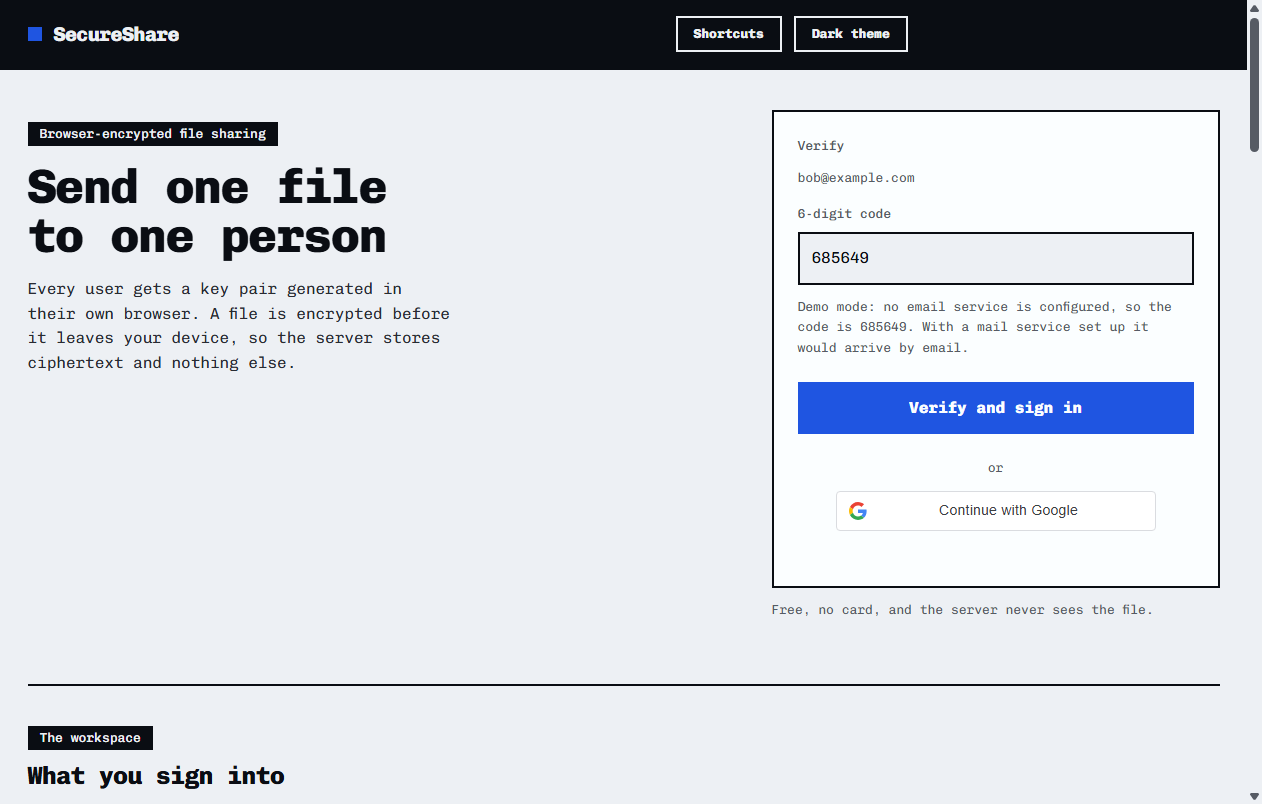 SecureShare
Shortcuts
Dark theme
Browser-encrypted file sharing
Send one file
to one person
Every user gets a key pair generated in
their own browser. A file is encrypted before
it leaves your device, so the server stores
ciphertext and nothing else.
Verify
bob@example.com
6-digit code
685649
Demo mode: no email service is configured, so the
code is 685649. With a mail service set up it
would arrive by email.
Verify and sign in
or
Continue with Google
Free, no card, and the server never sees the file.
The workspace
What you sign into